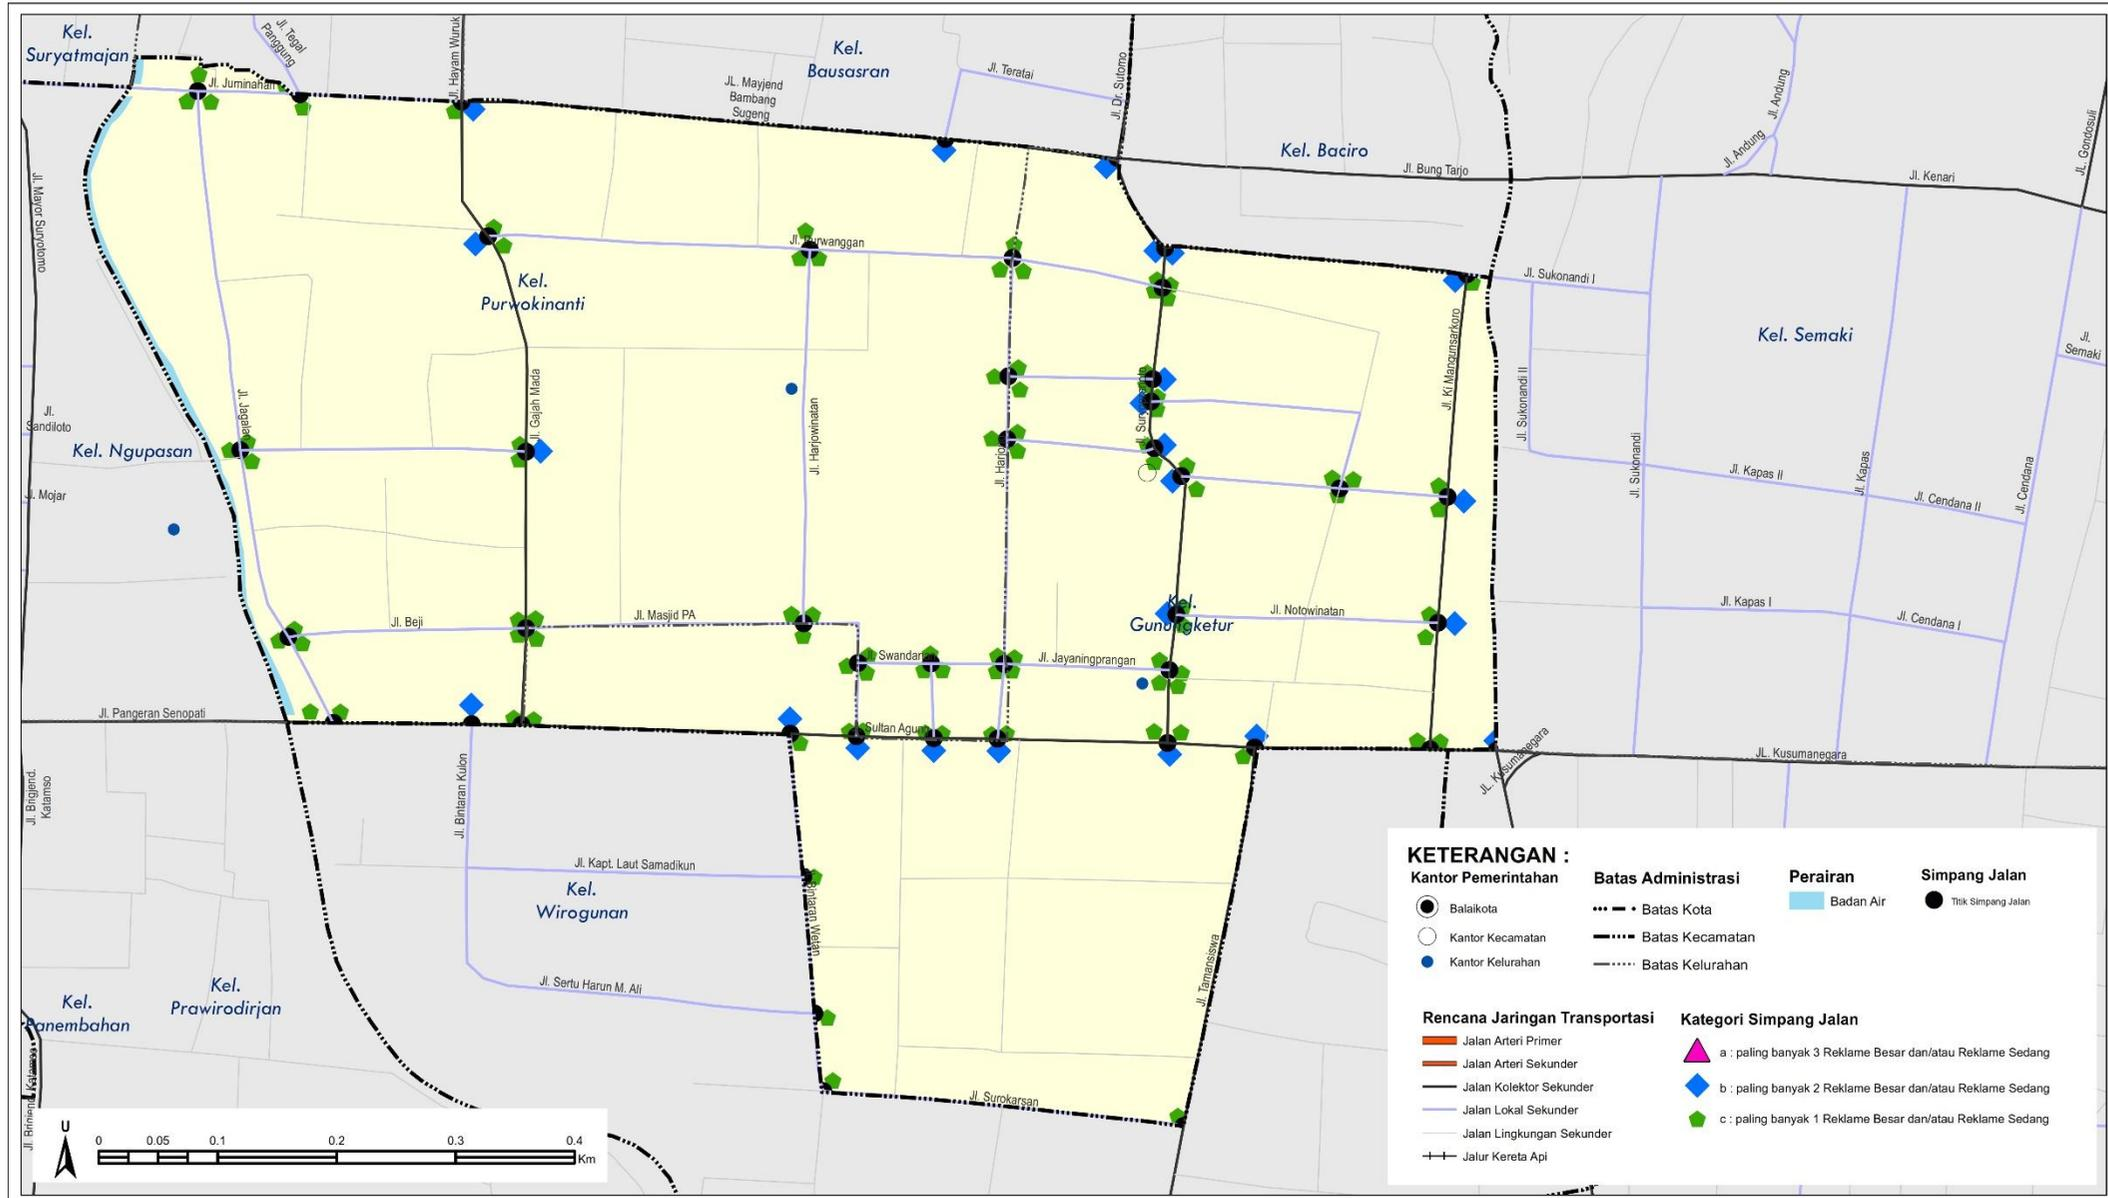 Kel.
Suryatmajan
Jl. Tegal
Panggung
Jl. Hayam Wuruk
Kel.
Bausasran
JL. Mayjend
Bambang
Sugeng
Jl. Teratai
Jl. Dr. Sutomo
Kel. Baciro
Jl. Bung Tarjo
Jl. Andung
Jl. Andung
JL. Gondosuli
Jl. Kenari
Jl. Juminahan
Jl. Mayor Suryotomo
Jl. Purwanggan
Kel.
Purwokinanti
Jl. Sukonandi I
Kel. Semaki
Jl.
Semaki
Jl. Ki Mangunsarkoro
Jl. Gajah Mada
Jl. Jagalan
Jl. Harjowinatan
Jl. Sukonandi II
Jl. Sukonandi
Jl.
Sandiloto
Kel. Ngupasan
Jl. Mojar
Jl. Kapas II
Jl. Kapas
Jl. Cendana II
Jl. Cendana
Jl. Beji
Jl. Masjid PA
Kel.
Gunungketur
Jl. Notowinatan
Jl. Kapas I
Jl. Cendana I
Jl. Jayaningprangan
Jl. Pangeran Senopati
Sultan Agung
JL. Kusumanegara
JL. Kusumanegara
Jl. Brigjend.
Katamso
Jl. Bintaran Kulon
Jl. Kapt. Laut Samadikun
Kel.
Wirogunan
Bintaran Wetan
Jl. Sertu Harun M. Ali
Jl. Tamansiswa
Kel.
Prawirodirjan
Kel.
Panembahan
Jl. Brigjend Katamso
Jl. Surokarsan
U
0 0.05 0.1 0.2 0.3 0.4
Km
KETERANGAN :
Kantor Pemerintahan
Balaikota
Kantor Kecamatan
Kantor Kelurahan
Batas Administrasi
Batas Kota
Batas Kecamatan
Batas Kelurahan
Perairan
Badan Air
Simpang Jalan
Titik Simpang Jalan
Rencana Jaringan Transportasi
Jalan Arteri Primer
Jalan Arteri Sekunder
Jalan Kolektor Sekunder
Jalan Lokal Sekunder
Jalan Lingkungan Sekunder
Jalur Kereta Api
Kategori Simpang Jalan
a : paling banyak 3 Reklame Besar dan/atau Reklame Sedang
b : paling banyak 2 Reklame Besar dan/atau Reklame Sedang
c : paling banyak 1 Reklame Besar dan/atau Reklame Sedang